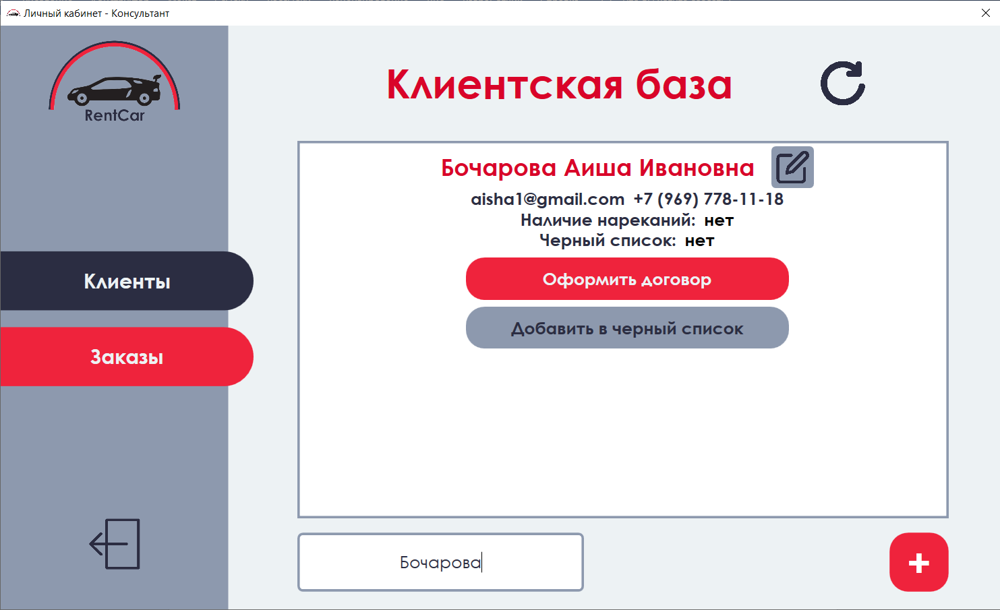 Личный кабинет - Консультант
RentCar
Клиентская база
Бочарова Аиша Ивановна
aisha1@gmail.com +7 (969) 778-11-18
Наличие нареканий: нет
Черный список: нет
Оформить договор
Добавить в черный список
Клиенты
Заказы
Бочарова
+